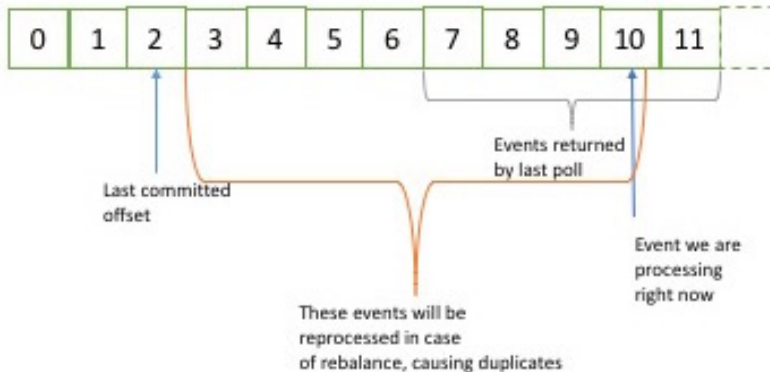 0 1 2 3 4 5 6 7 8 9 10 11
Events returned
by last poll
Last committed
offset
Event we are
processing
right now
These events will be
reprocessed in case
of rebalance, causing duplicates